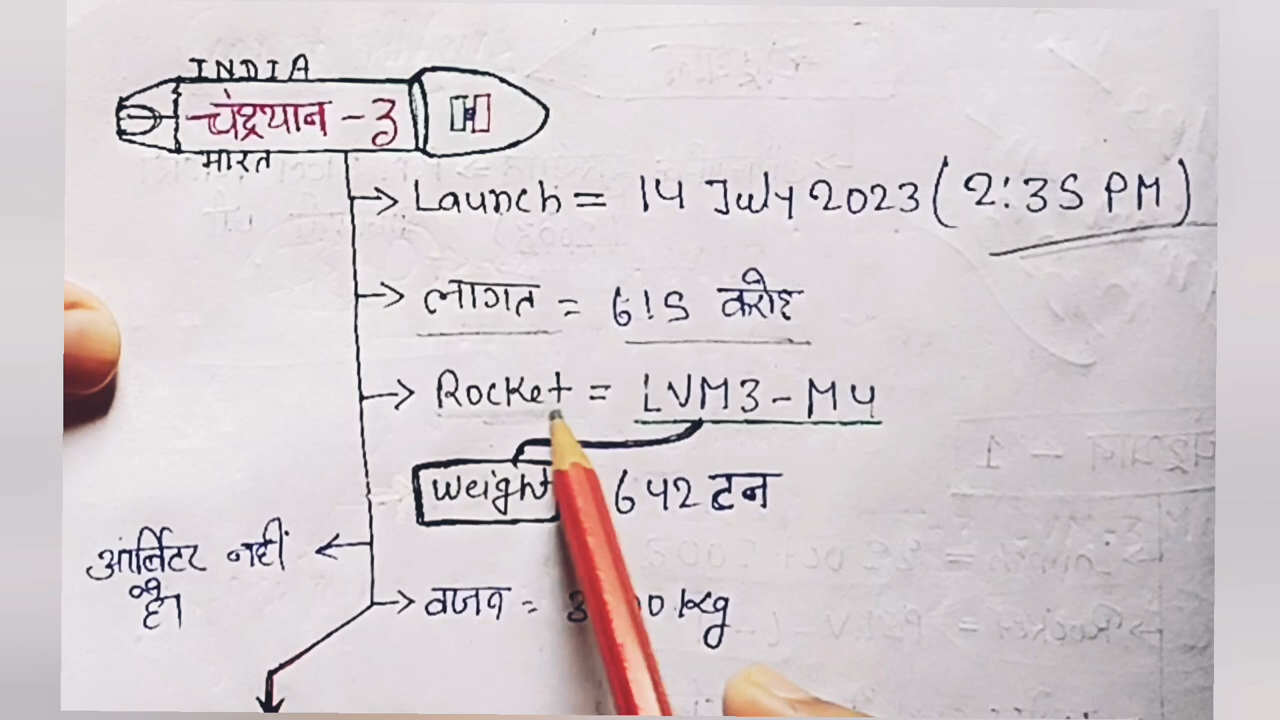 INDIA
चंद्रयान - 3
भारत
Launch = 14 July 2023 (2:35 PM)
लागत = 615 करोड़
Rocket = LVM3-M4
Weight 642 टन
आर्बिटर नहीं
है।
वजन = Kg